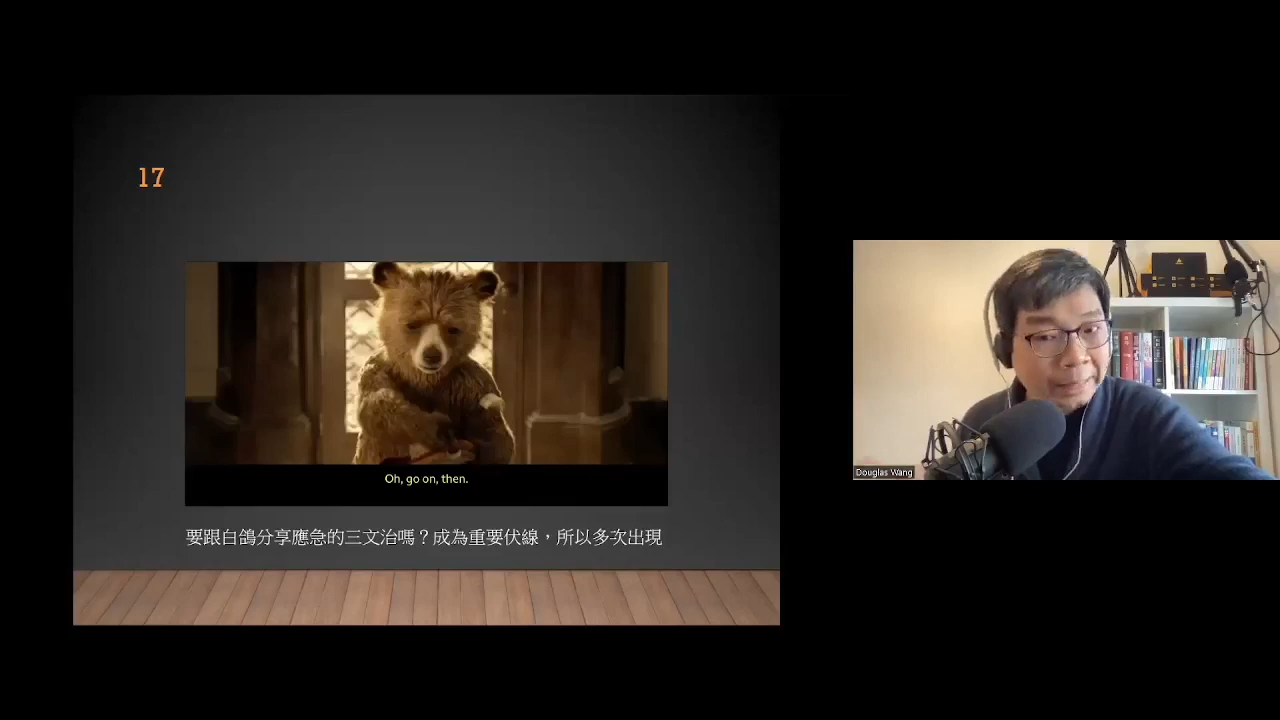 17
Oh, go on, then.
要跟白鴿分享應急的三文治嗎？成為重要伏線，所以多次出現
Douglas Wang